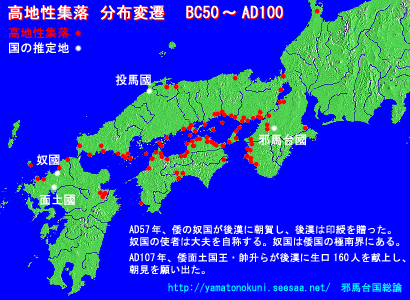 高地性集落 分布変遷 BC50～AD100
高地性集落
国の推定地
投馬國
邪馬台國
奴國
面土國
AD57年、倭の奴国が後漢に朝賀し、後漢は印綬を贈った。
奴国の使者は大夫を自称する。奴国は倭国の極南界にある。
AD107年、倭面土国王・帥升らが後漢に生口160人を献上し、
朝見を願い出た。
http://yamatonokuni.seesaa.net/ 邪馬台国総論